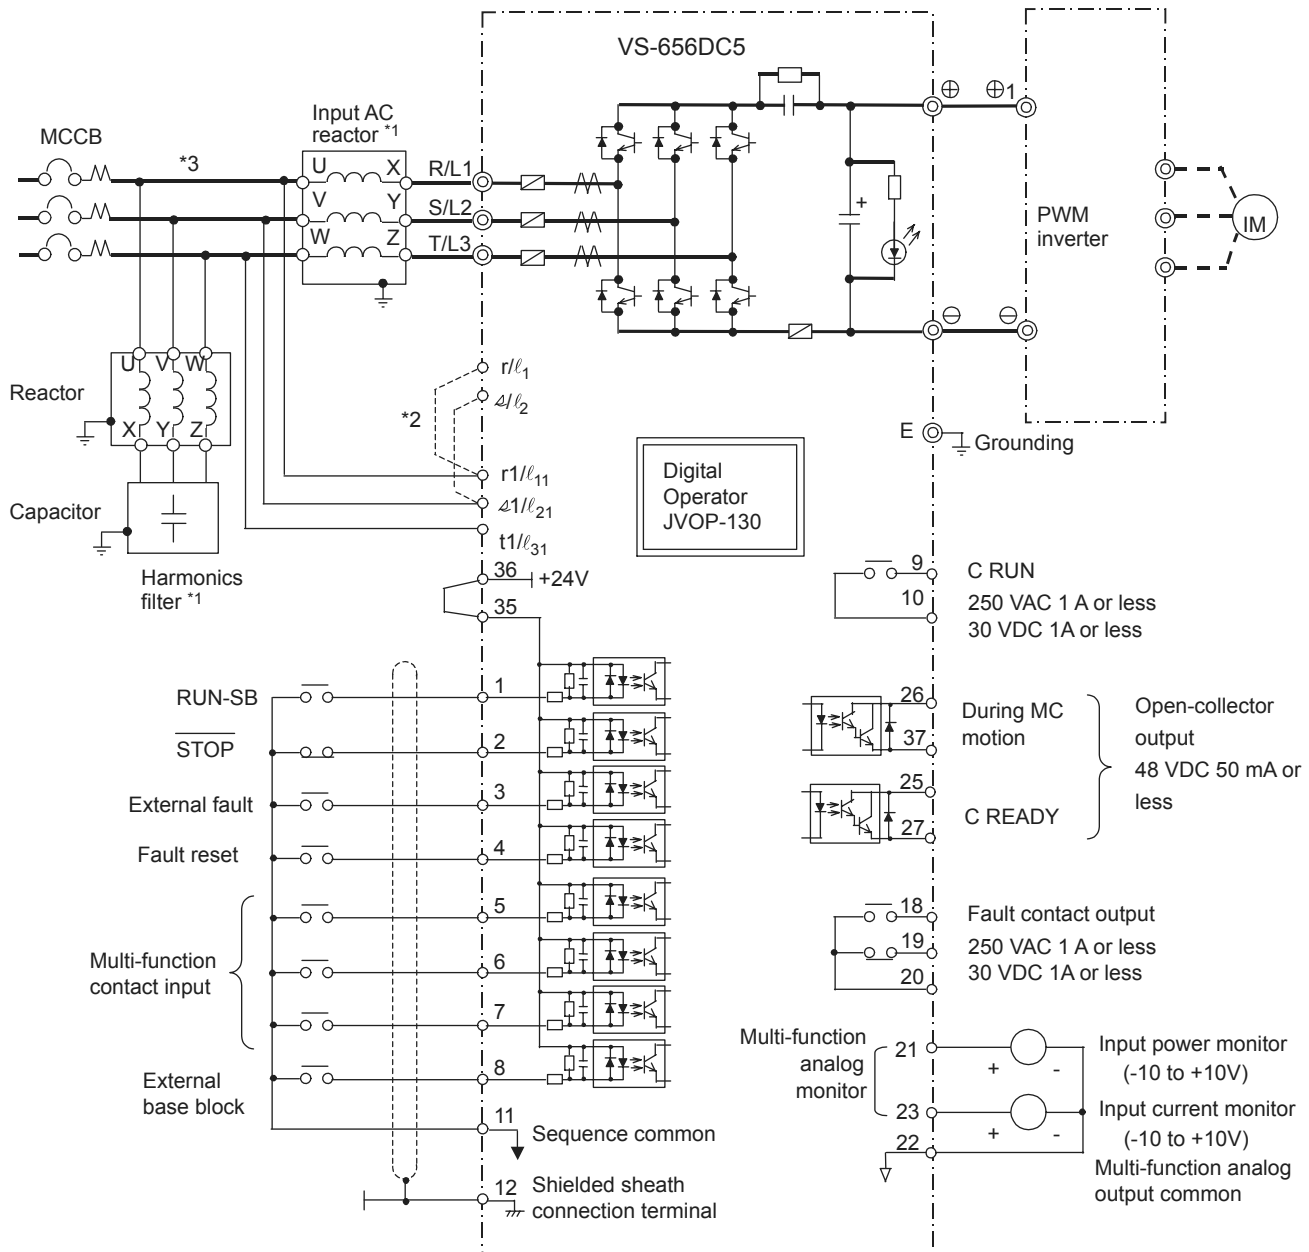 VS-656DC5
MCCB
*3
Input AC
reactor *1
U X
V Y
W Z
R/L1
S/L2
T/L3
⊕ ⊕1
+
PWM
inverter
IM
⊖ ⊖
U V W
Reactor
X Y Z
Capacitor
Harmonics
filter *1
*2
r/ℓ1
s/ℓ2
r1/ℓ11
s1/ℓ21
t1/ℓ31
E
Grounding
Digital
Operator
JVOP-130
36
+24V
35
RUN-SB
1
STOP
2
External fault
3
Fault reset
4
Multi-function
contact input
5
6
7
External
base block
8
11
Sequence common
12
Shielded sheath
connection terminal
9
10
C RUN
250 VAC 1 A or less
30 VDC 1A or less
26
37
During MC
motion
25
27
C READY
Open-collector
output
48 VDC 50 mA or
less
18
19
20
Fault contact output
250 VAC 1 A or less
30 VDC 1A or less
Multi-function
analog
monitor
21
+ -
Input power monitor
(-10 to +10V)
23
+ -
Input current monitor
(-10 to +10V)
22
Multi-function analog
output common